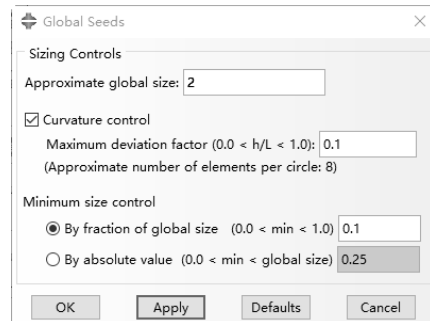 Global Seeds
Sizing Controls
Approximate global size: 2
Curvature control
Maximum deviation factor (0.0 < h/L < 1.0): 0.1
(Approximate number of elements per circle: 8)
Minimum size control
By fraction of global size (0.0 < min < 1.0) 0.1
By absolute value (0.0 < min < global size) 0.25
OK Apply Defaults Cancel